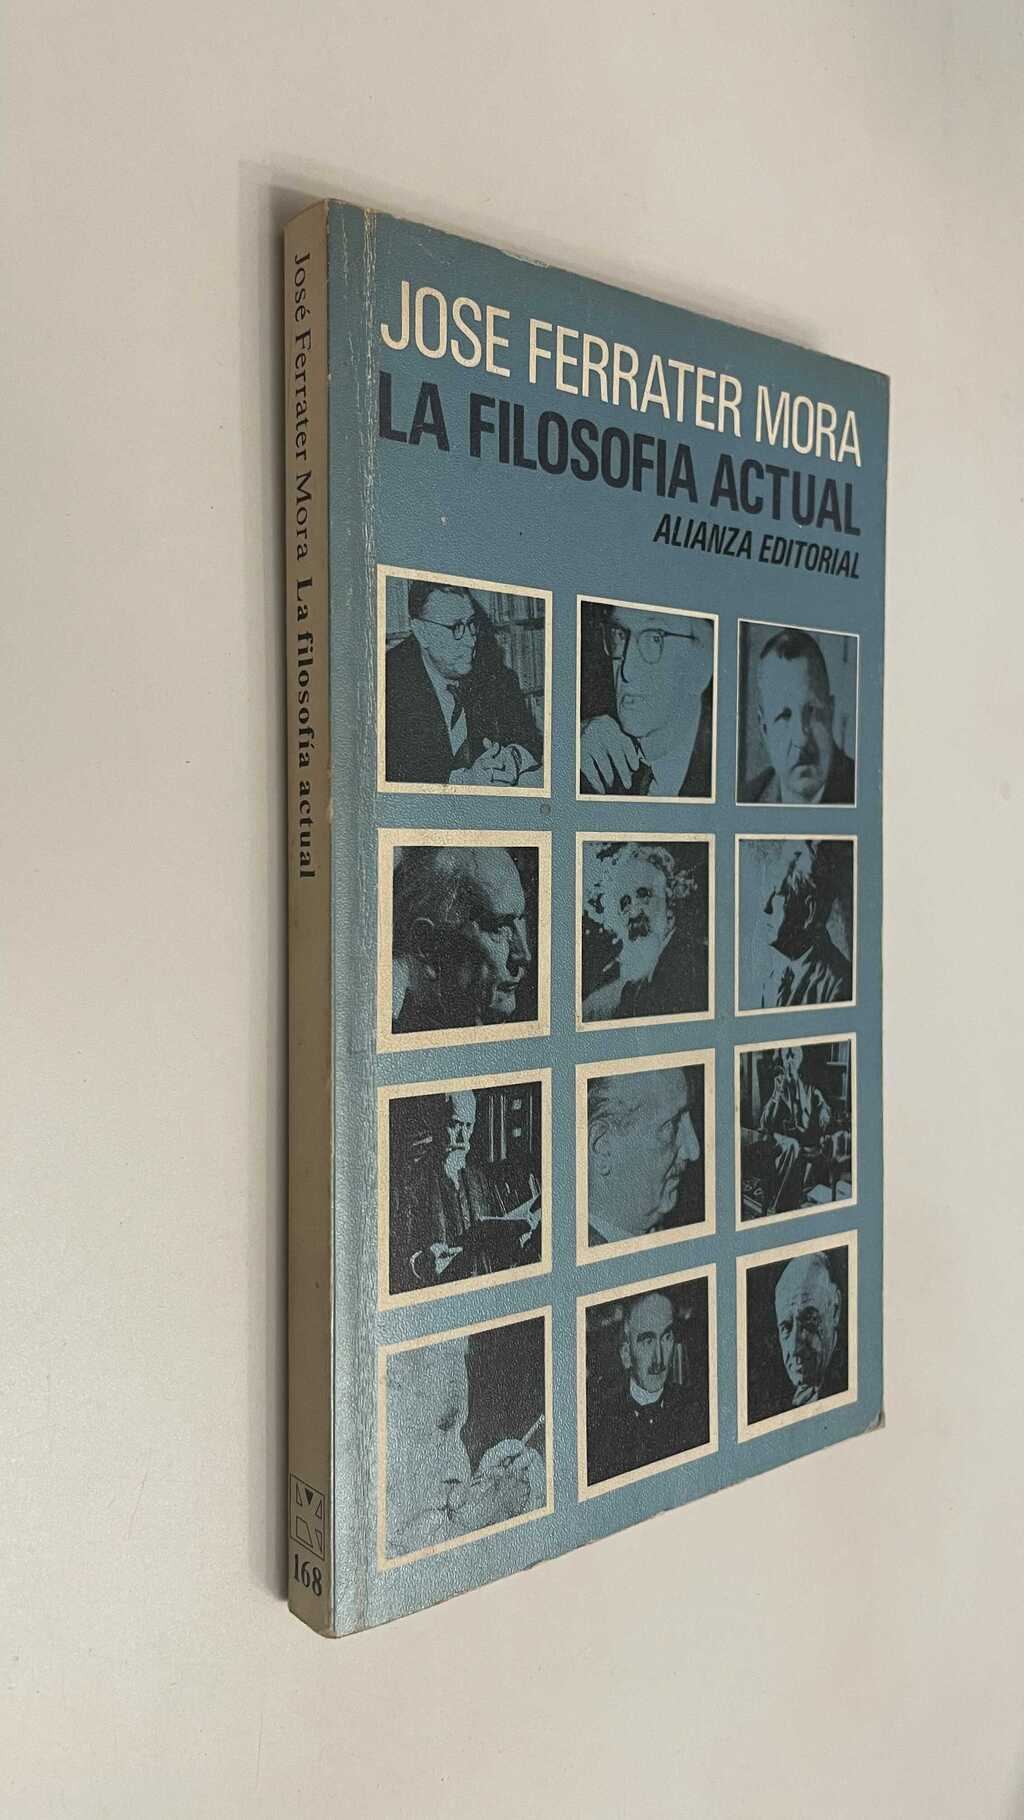 José Ferrater Mora La filosofía actual
168
JOSE FERRATER MORA
LA FILOSOFIA ACTUAL
ALIANZA EDITORIAL